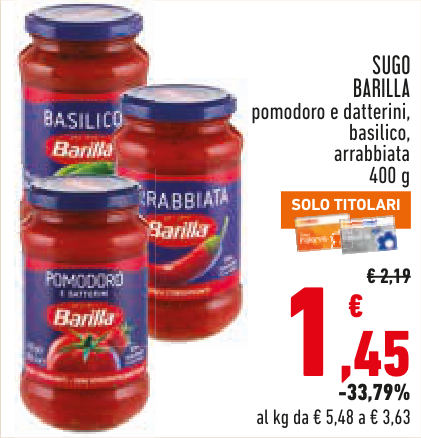 BASILICO
Barilla
RRABBIATA
Barilla
POMODORO
E DATTERINI
Barilla
SUGO
BARILLA
pomodoro e datterini,
basilico,
arrabbiata
400 g
SOLO TITOLARI
€ 2,19
1,45 €
-33,79%
al kg da € 5,48 a € 3,63